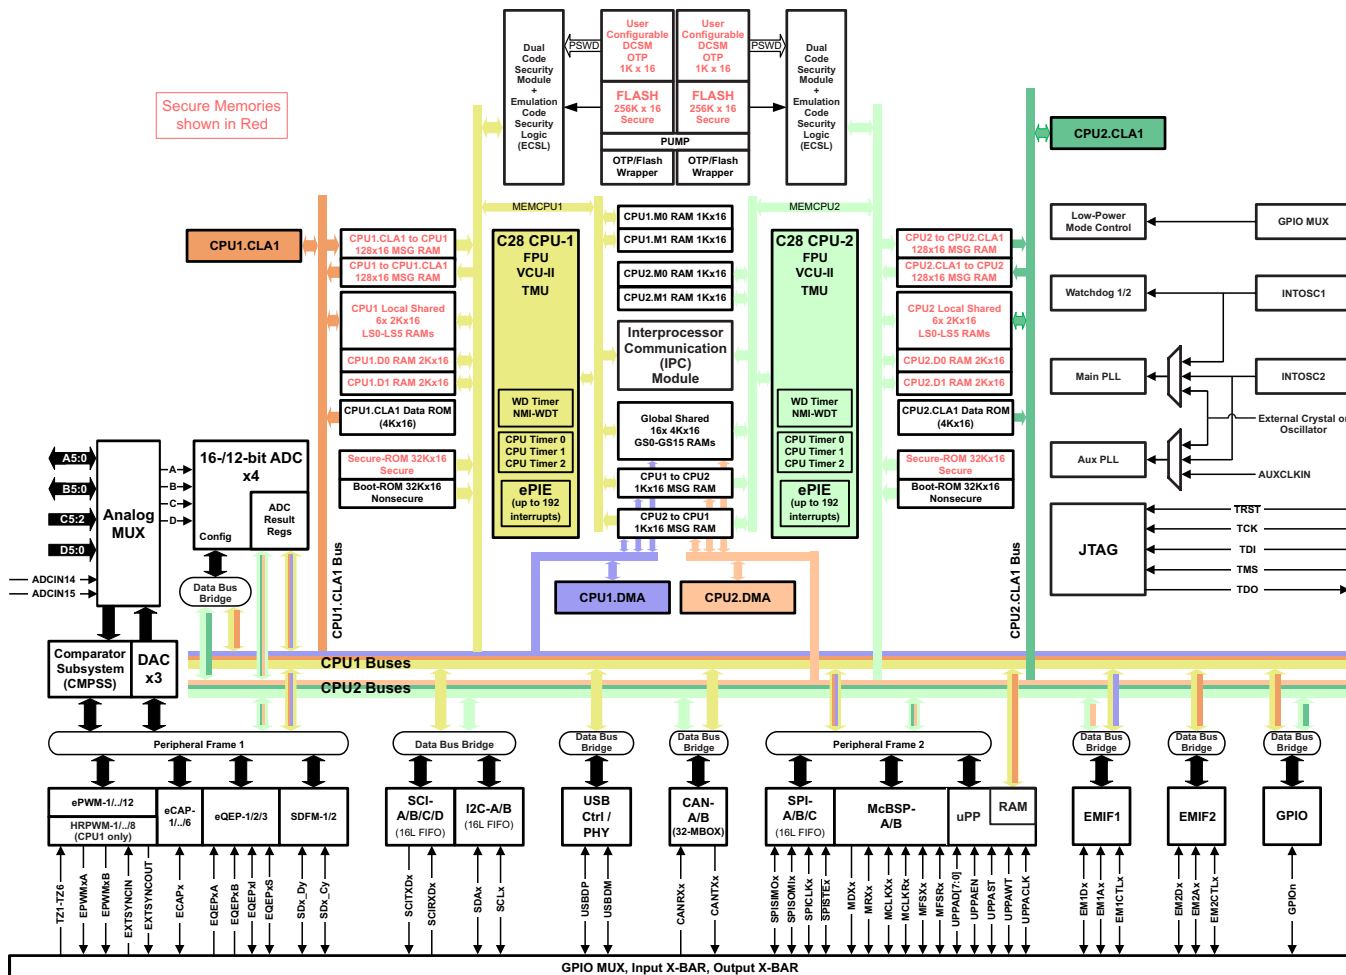 Secure Memories
shown in Red
Dual
Code
Security
Module
+
Emulation
Code
Security
Logic
(ECSL)
PSWD
User
Configurable
DCSM
OTP
1K x 16
User
Configurable
DCSM
OTP
1K x 16
PSWD
Dual
Code
Security
Module
+
Emulation
Code
Security
Logic
(ECSL)
FLASH
256K x 16
Secure
FLASH
256K x 16
Secure
PUMP
OTP/Flash
Wrapper
OTP/Flash
Wrapper
CPU2.CLA1
MEMCPU1
MEMCPU2
CPU1.CLA1
CPU1.CLA1 to CPU1
128x16 MSG RAM
CPU1 to CPU1.CLA1
128x16 MSG RAM
CPU1 Local Shared
6x 2Kx16
LS0-LS5 RAMs
CPU1.D0 RAM 2Kx16
CPU1.D1 RAM 2Kx16
CPU1.CLA1 Data ROM
(4Kx16)
Secure-ROM 32Kx16
Secure
Boot-ROM 32Kx16
Nonsecure
C28 CPU-1
FPU
VCU-II
TMU
WD Timer
NMI-WDT
CPU Timer 0
CPU Timer 1
CPU Timer 2
ePIE
(up to 192
interrupts)
CPU1.M0 RAM 1Kx16
CPU1.M1 RAM 1Kx16
CPU2.M0 RAM 1Kx16
CPU2.M1 RAM 1Kx16
Interprocessor
Communication
(IPC)
Module
Global Shared
16x 4Kx16
GS0-GS15 RAMs
CPU1 to CPU2
1Kx16 MSG RAM
CPU2 to CPU1
1Kx16 MSG RAM
C28 CPU-2
FPU
VCU-II
TMU
WD Timer
NMI-WDT
CPU Timer 0
CPU Timer 1
CPU Timer 2
ePIE
(up to 192
interrupts)
CPU2 to CPU2.CLA1
128x16 MSG RAM
CPU2.CLA1 to CPU2
128x16 MSG RAM
CPU2 Local Shared
6x 2Kx16
LS0-LS5 RAMs
CPU2.D0 RAM 2Kx16
CPU2.D1 RAM 2Kx16
CPU2.CLA1 Data ROM
(4Kx16)
Secure-ROM 32Kx16
Secure
Boot-ROM 32Kx16
Nonsecure
Low-Power
Mode Control
GPIO MUX
Watchdog 1/2
INTOSC1
Main PLL
INTOSC2
External Crystal or
Oscillator
Aux PLL
AUXCLKIN
JTAG
TRST
TCK
TDI
TMS
TDO
A5:0
B5:0
C5:2
D5:0
ADCIN14
ADCIN15
Analog
MUX
A
B
C
D
16-/12-bit ADC
x4
ADC
Result
Regs
Config
Data Bus
Bridge
CPU1.CLA1 Bus
CPU2.CLA1 Bus
CPU1.DMA
CPU2.DMA
Comparator
Subsystem
(CMPSS)
DAC
x3
CPU1 Buses
CPU2 Buses
Peripheral Frame 1
Data Bus Bridge
Data Bus
Bridge
Data Bus
Bridge
Peripheral Frame 2
Data Bus
Bridge
Data Bus
Bridge
Data Bus
Bridge
ePWM-1/../12
HRPWM-1/../8
(CPU1 only)
eCAP-
1/../6
eQEP-1/2/3
SDFM-1/2
SCI-
A/B/C/D
(16L FIFO)
I2C-A/B
(16L FIFO)
USB
Ctrl /
PHY
CAN-
A/B
(32-MBOX)
SPI-
A/B/C
(16L FIFO)
McBSP-
A/B
uPP
RAM
EMIF1
EMIF2
GPIO
TZ1-TZ6
EPWMxA
EPWMxB
EXTSYNCIN
EXTSYNCOUT
ECAPx
EQEPxA
EQEPxB
EQEPxI
EQEPxS
SDx_Dy
SDx_Cy
SCITXDx
SCIRXDx
SDAx
SCLx
USBDP
USBDM
CANRXx
CANTXx
SPISIMOx
SPISOMIx
SPICLKx
SPISTEx
MDXx
MRXx
MCLKXx
MCLKRx
MFSXx
MFSRx
UPPAD[7:0]
UPPAEN
UPPAST
UPPAWT
UPPACLK
EM1Dx
EM1Ax
EM1CTLx
EM2Dx
EM2Ax
EM2CTLx
GPIOn
GPIO MUX, Input X-BAR, Output X-BAR